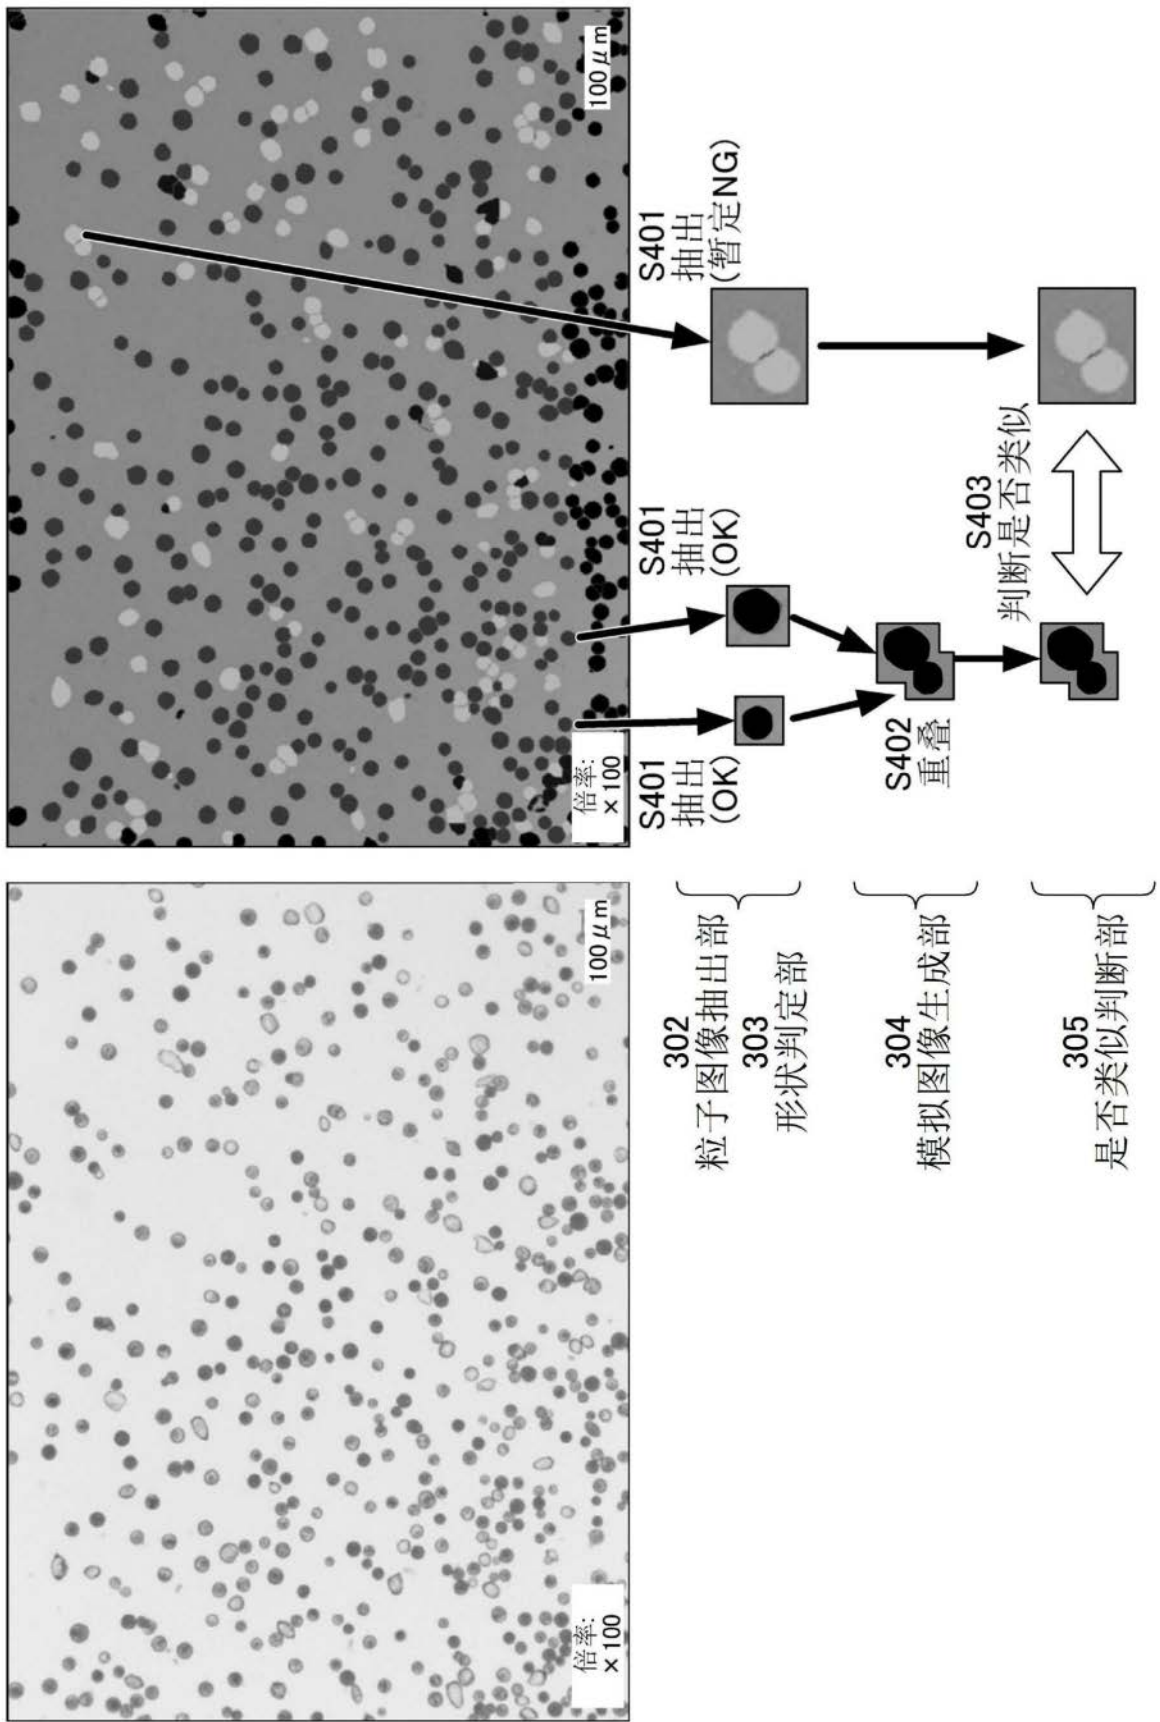 倍率:
×100
100μm
倍率:
×100
100μm
302
粒子图像抽出部
303
形状判定部
S401
抽出
(OK)
S401
抽出
(OK)
S401
抽出
(暂定NG)
304
模拟图像生成部
S402
重叠
305
是否类似判断部
S403
判断是否类似